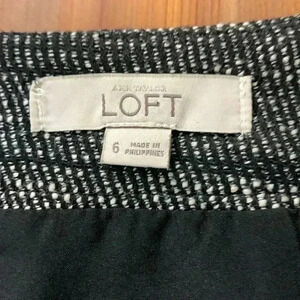 ANN TAYLOR
LOFT
6
MADE IN
PHILIPPINES